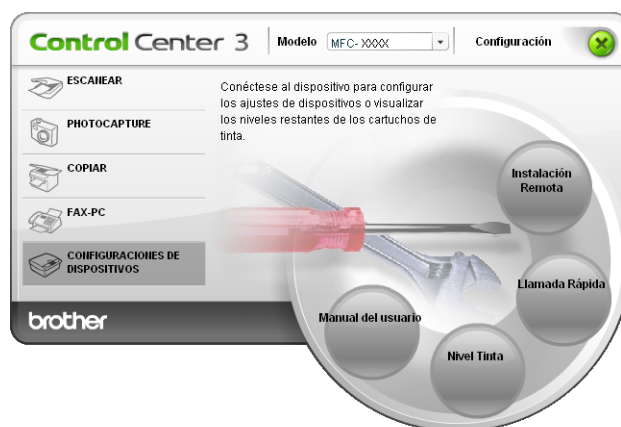 Control Center 3
Modelo
MFC- XXXX
Configuración
ESCANEAR
PHOTOCAPTURE
COPIAR
FAX-PC
CONFIGURACIONES DE
DISPOSITIVOS
Conéctese al dispositivo para configurar
los ajustes de dispositivos o visualizar
los niveles restantes de los cartuchos de
tinta.
Instalación
Remota
Llamada Rápida
Nivel Tinta
Manual del usuario
brother